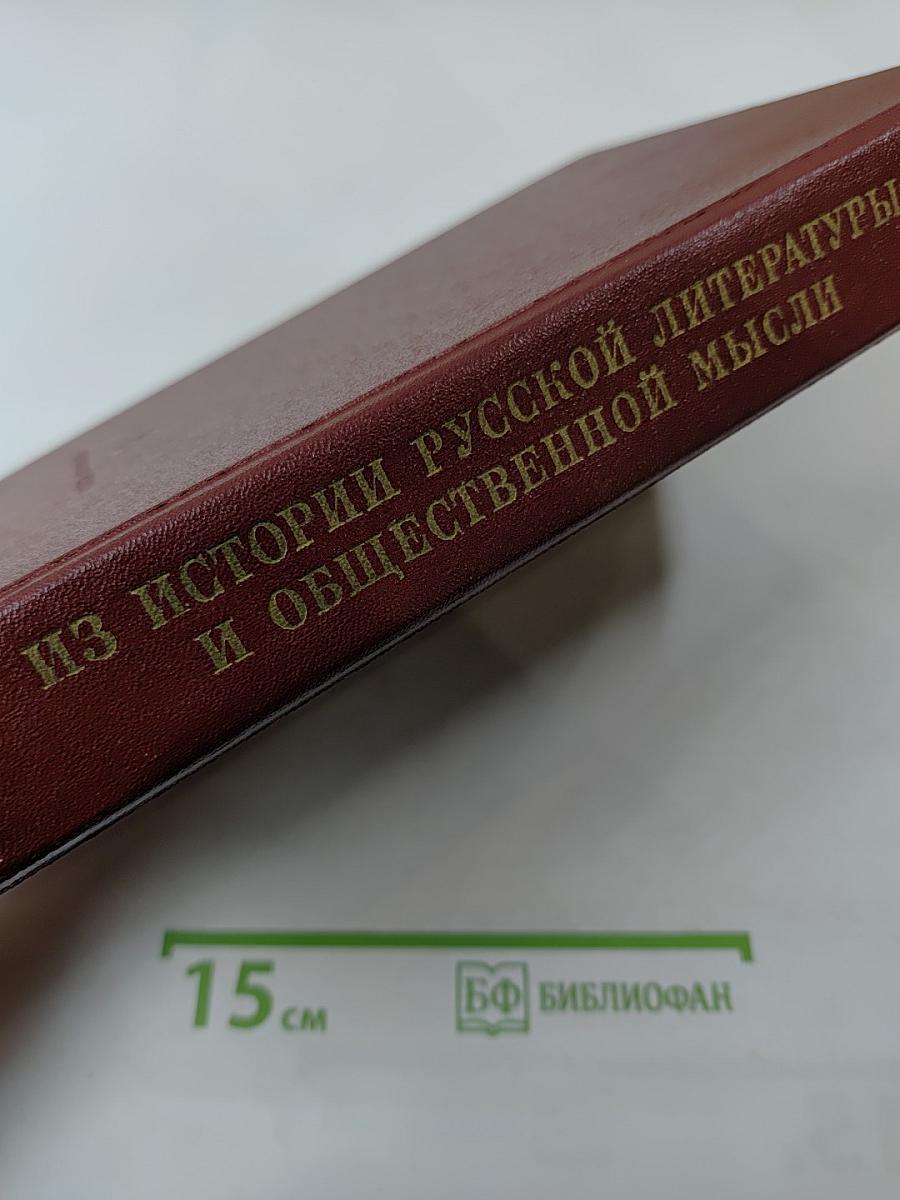 ИЗ ИСТОРИИ РУССКОЙ ЛИТЕРАТУРЫ
И ОБЩЕСТВЕННОЙ МЫСЛИ
15 см
БФ БИБЛИОФАН